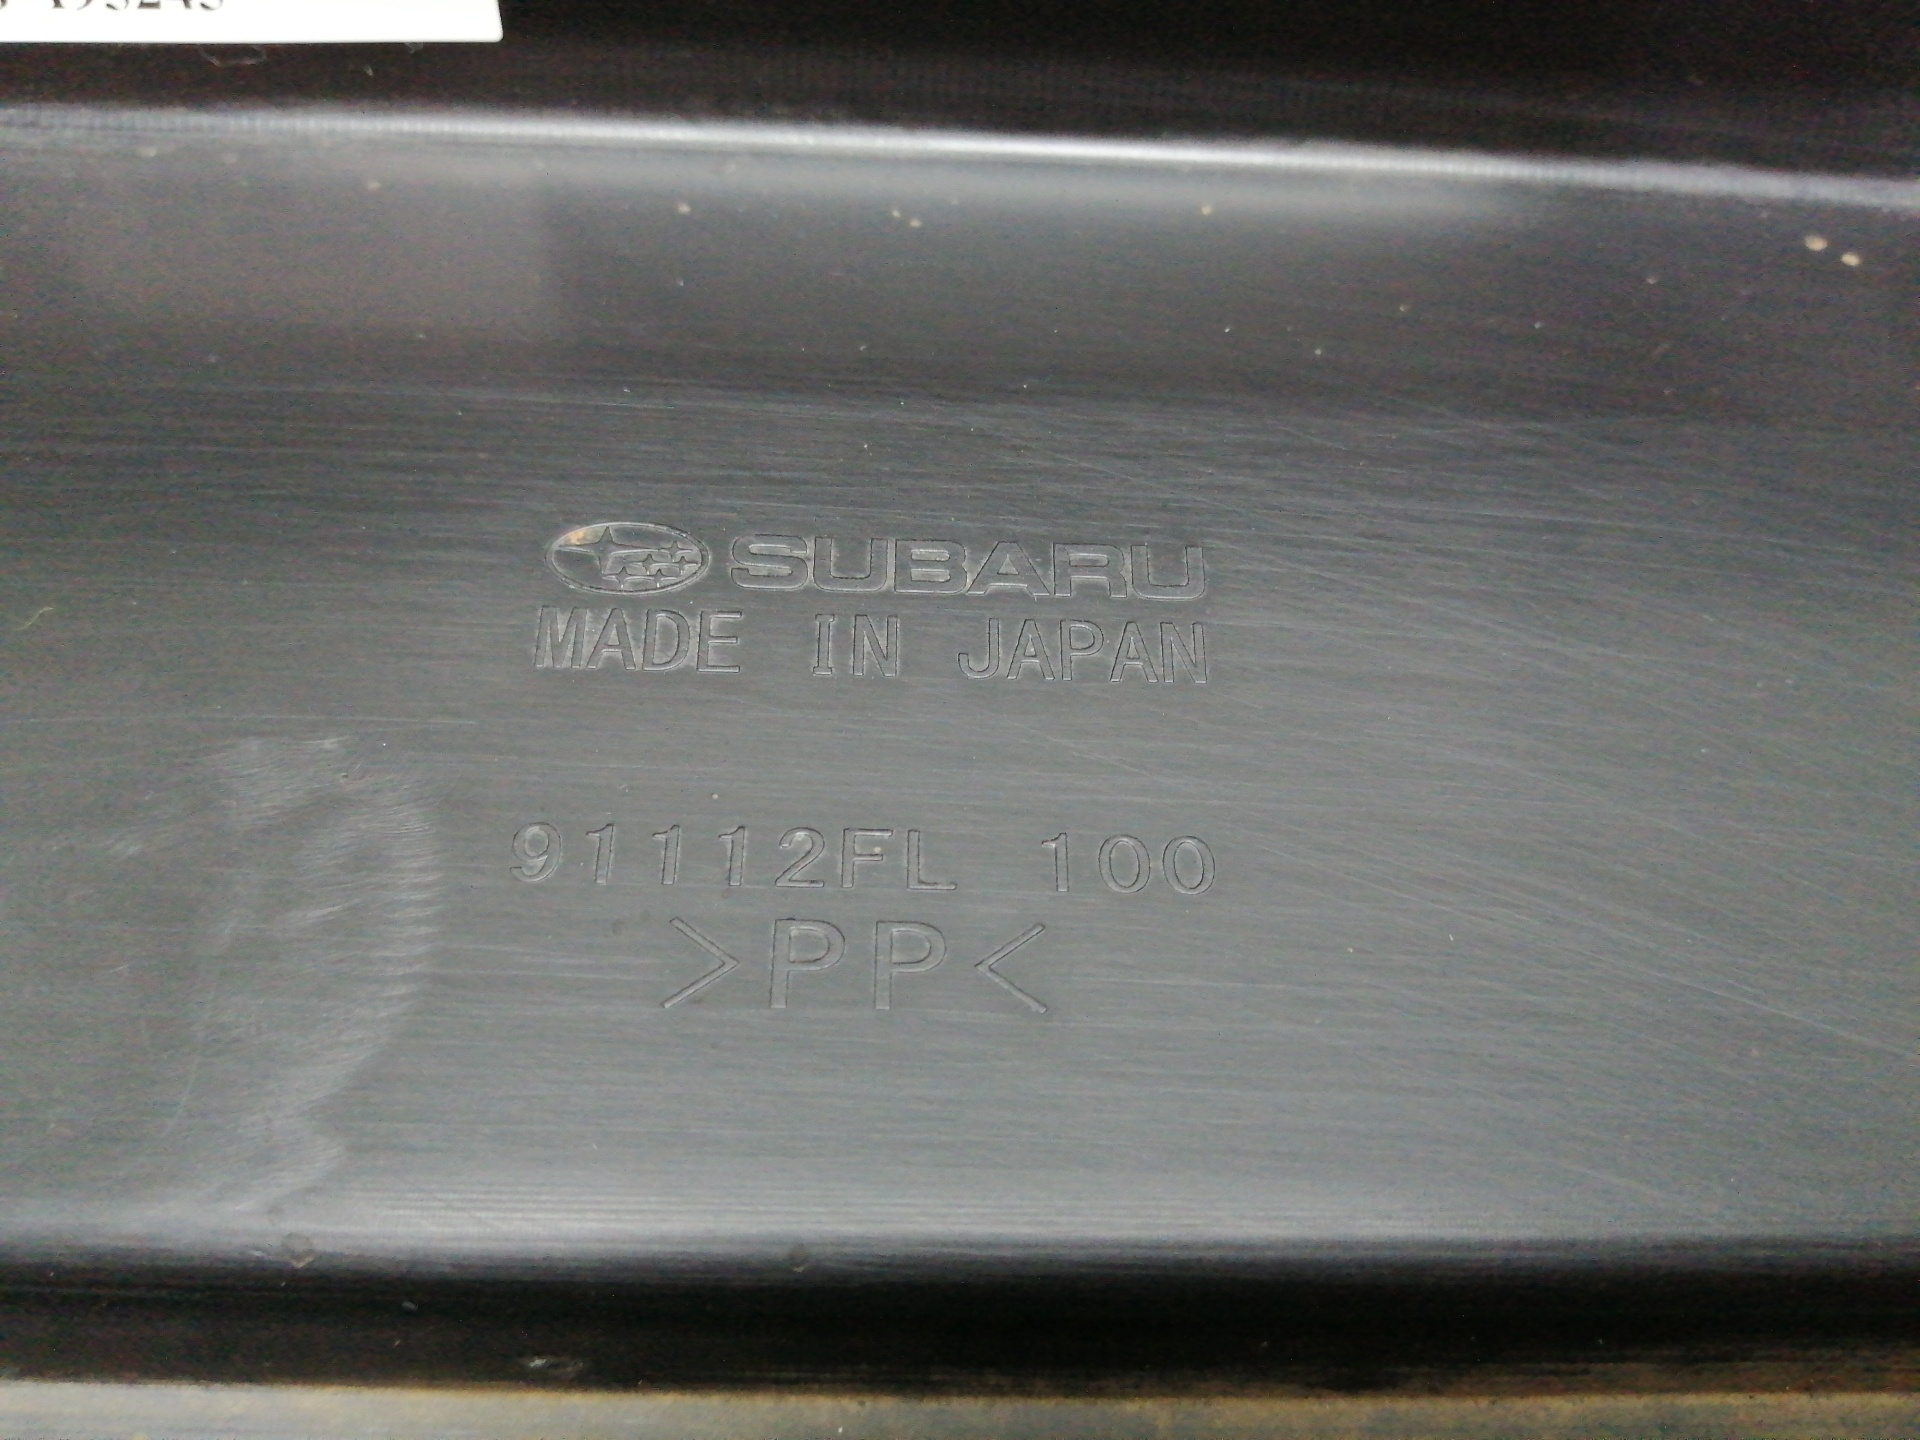 SUBARU
MADE IN JAPAN
91112FL 100
>PP<